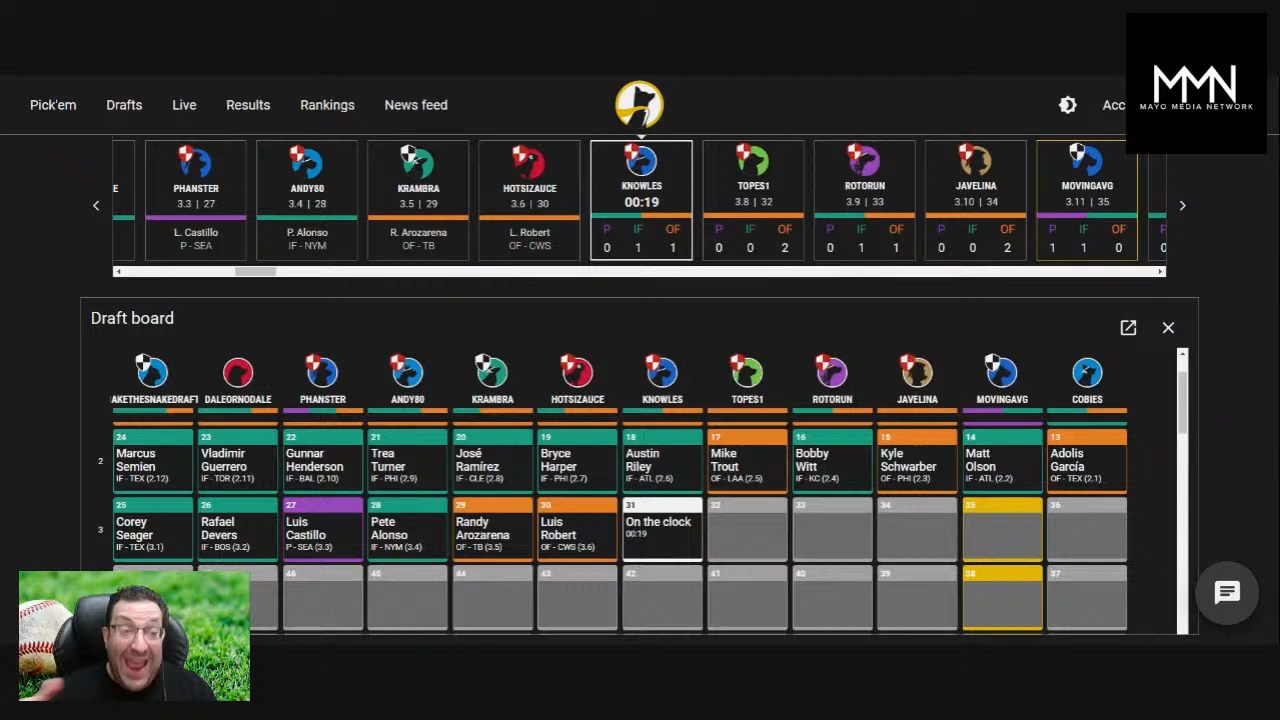 MMN
MAYO MEDIA NETWORK
Pick'em Drafts Live Results Rankings News feed
Acc
E PHANSTER ANDY80 KRAMBRA HOTSIZAUCE KNOWLES TOPES1 ROTORUN JAVELINA MOVINGAVG
3.3 | 27 3.4 | 28 3.5 | 29 3.6 | 30 00:19 3.8 | 32 3.9 | 33 3.10 | 34 3.11 | 35
L. Castillo P. Alonso R. Arozarena L. Robert P IF OF P IF OF P IF OF P IF OF P IF OF P
P - SEA IF - NYM OF - TB OF - CWS 0 1 1 0 0 2 0 1 1 0 0 2 1 1 0 0
Draft board
AKETHESNAKEDRAFT DALEORNODALE PHANSTER ANDY80 KRAMBRA HOTSIZAUCE KNOWLES TOPES1 ROTORUN JAVELINA MOVINGAVG COBIES
24 23 22 21 20 19 18 17 16 15 14 13
2 Marcus Vladimir Gunnar Trea José Bryce Austin Mike Bobby Kyle Matt Adolis
Semien Guerrero Henderson Turner Ramírez Harper Riley Trout Witt Schwarber Olson García
IF - TEX (2.12) IF - TOR (2.11) IF - BAL (2.10) IF - PHI (2.9) IF - CLE (2.8) IF - PHI (2.7) IF - ATL (2.6) OF - LAA (2.5) IF - KC (2.4) OF - PHI (2.3) IF - ATL (2.2) OF - TEX (2.1)
25 26 27 28 29 30 31 32 33 34 35 36
3 Corey Rafael Luis Pete Randy Luis On the clock
Seager Devers Castillo Alonso Arozarena Robert 00:19
IF - TEX (3.1) IF - BOS (3.2) P - SEA (3.3) IF - NYM (3.4) OF - TB (3.5) OF - CWS (3.6)
46 45 44 43 42 41 40 39 38 37